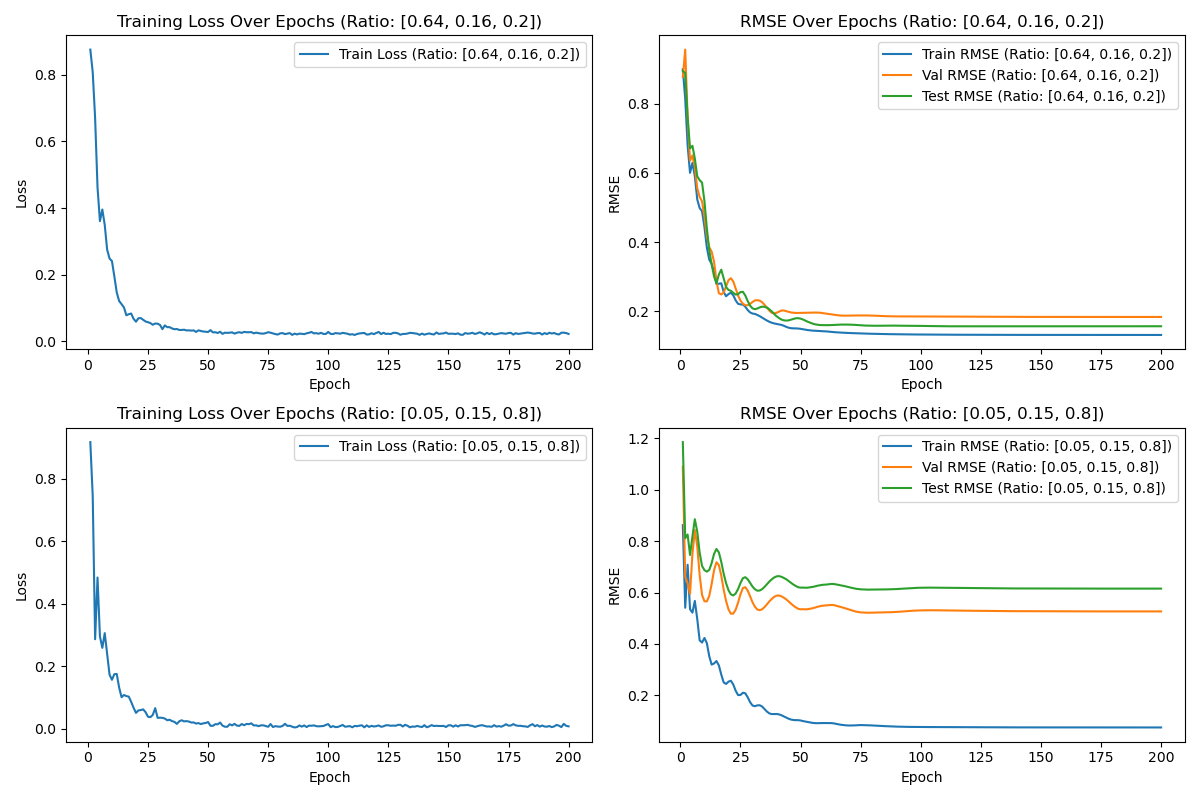 Training Loss Over Epochs (Ratio: [0.64, 0.16, 0.2])
Train Loss (Ratio: [0.64, 0.16, 0.2])
0.8
0.6
0.4
0.2
0.0
Loss
0 25 50 75 100 125 150 175 200
Epoch
RMSE Over Epochs (Ratio: [0.64, 0.16, 0.2])
Train RMSE (Ratio: [0.64, 0.16, 0.2])
Val RMSE (Ratio: [0.64, 0.16, 0.2])
Test RMSE (Ratio: [0.64, 0.16, 0.2])
0.8
0.6
0.4
0.2
RMSE
0 25 50 75 100 125 150 175 200
Epoch
Training Loss Over Epochs (Ratio: [0.05, 0.15, 0.8])
Train Loss (Ratio: [0.05, 0.15, 0.8])
0.8
0.6
0.4
0.2
0.0
Loss
0 25 50 75 100 125 150 175 200
Epoch
RMSE Over Epochs (Ratio: [0.05, 0.15, 0.8])
Train RMSE (Ratio: [0.05, 0.15, 0.8])
Val RMSE (Ratio: [0.05, 0.15, 0.8])
Test RMSE (Ratio: [0.05, 0.15, 0.8])
1.2
1.0
0.8
0.6
0.4
0.2
RMSE
0 25 50 75 100 125 150 175 200
Epoch